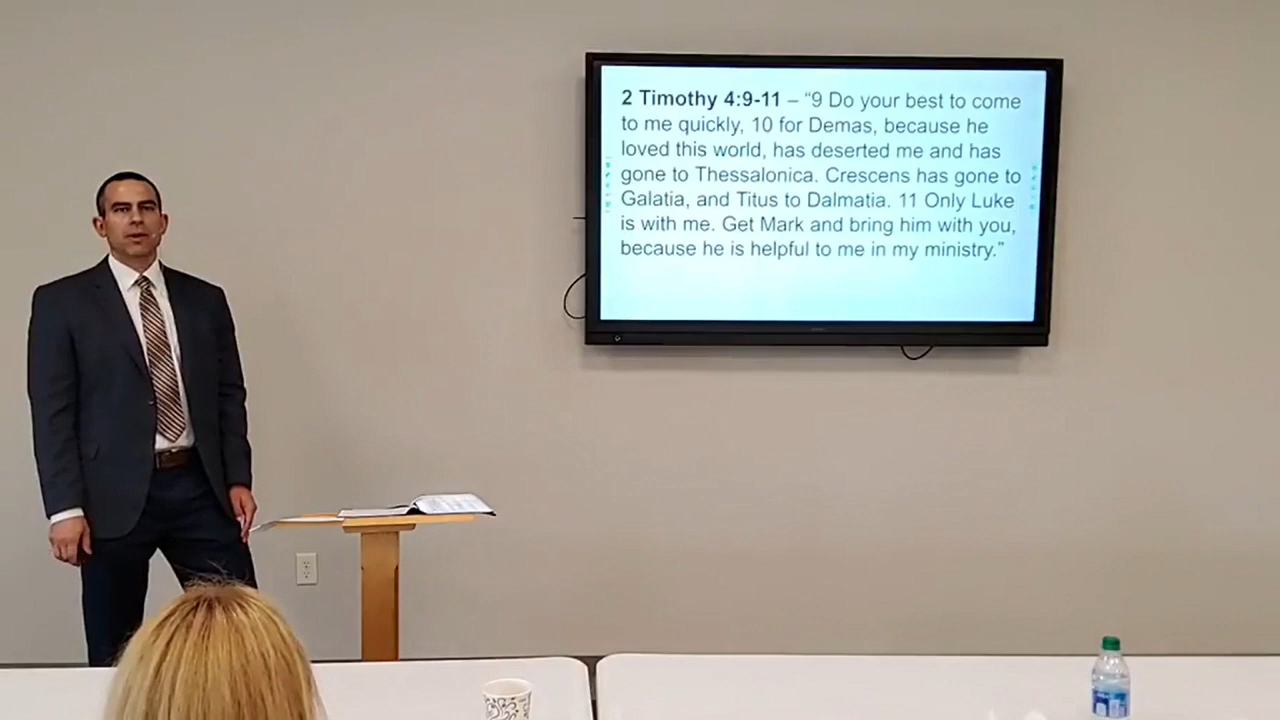 2 Timothy 4:9-11 – “9 Do your best to come
to me quickly, 10 for Demas, because he
loved this world, has deserted me and has
gone to Thessalonica. Crescens has gone to
Galatia, and Titus to Dalmatia. 11 Only Luke
is with me. Get Mark and bring him with you,
because he is helpful to me in my ministry.”